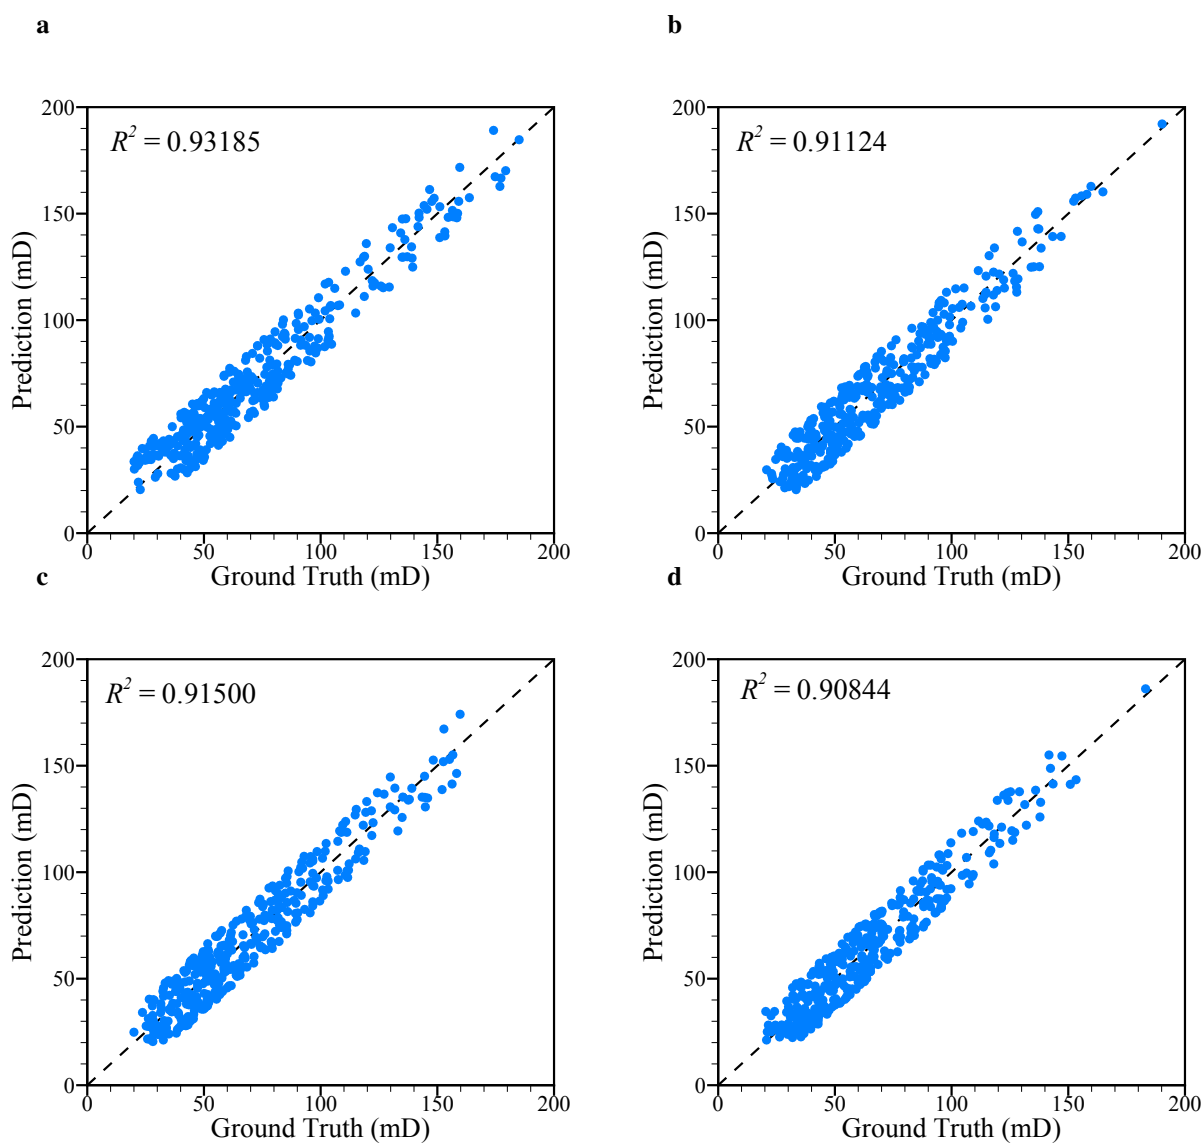 a
b
200
150
100
50
0
Prediction (mD)
R² = 0.93185
0 50 100 150 200
Ground Truth (mD)
200
150
100
50
0
Prediction (mD)
R² = 0.91124
0 50 100 150 200
Ground Truth (mD)
c
d
200
150
100
50
0
Prediction (mD)
R² = 0.91500
0 50 100 150 200
Ground Truth (mD)
200
150
100
50
0
Prediction (mD)
R² = 0.90844
0 50 100 150 200
Ground Truth (mD)